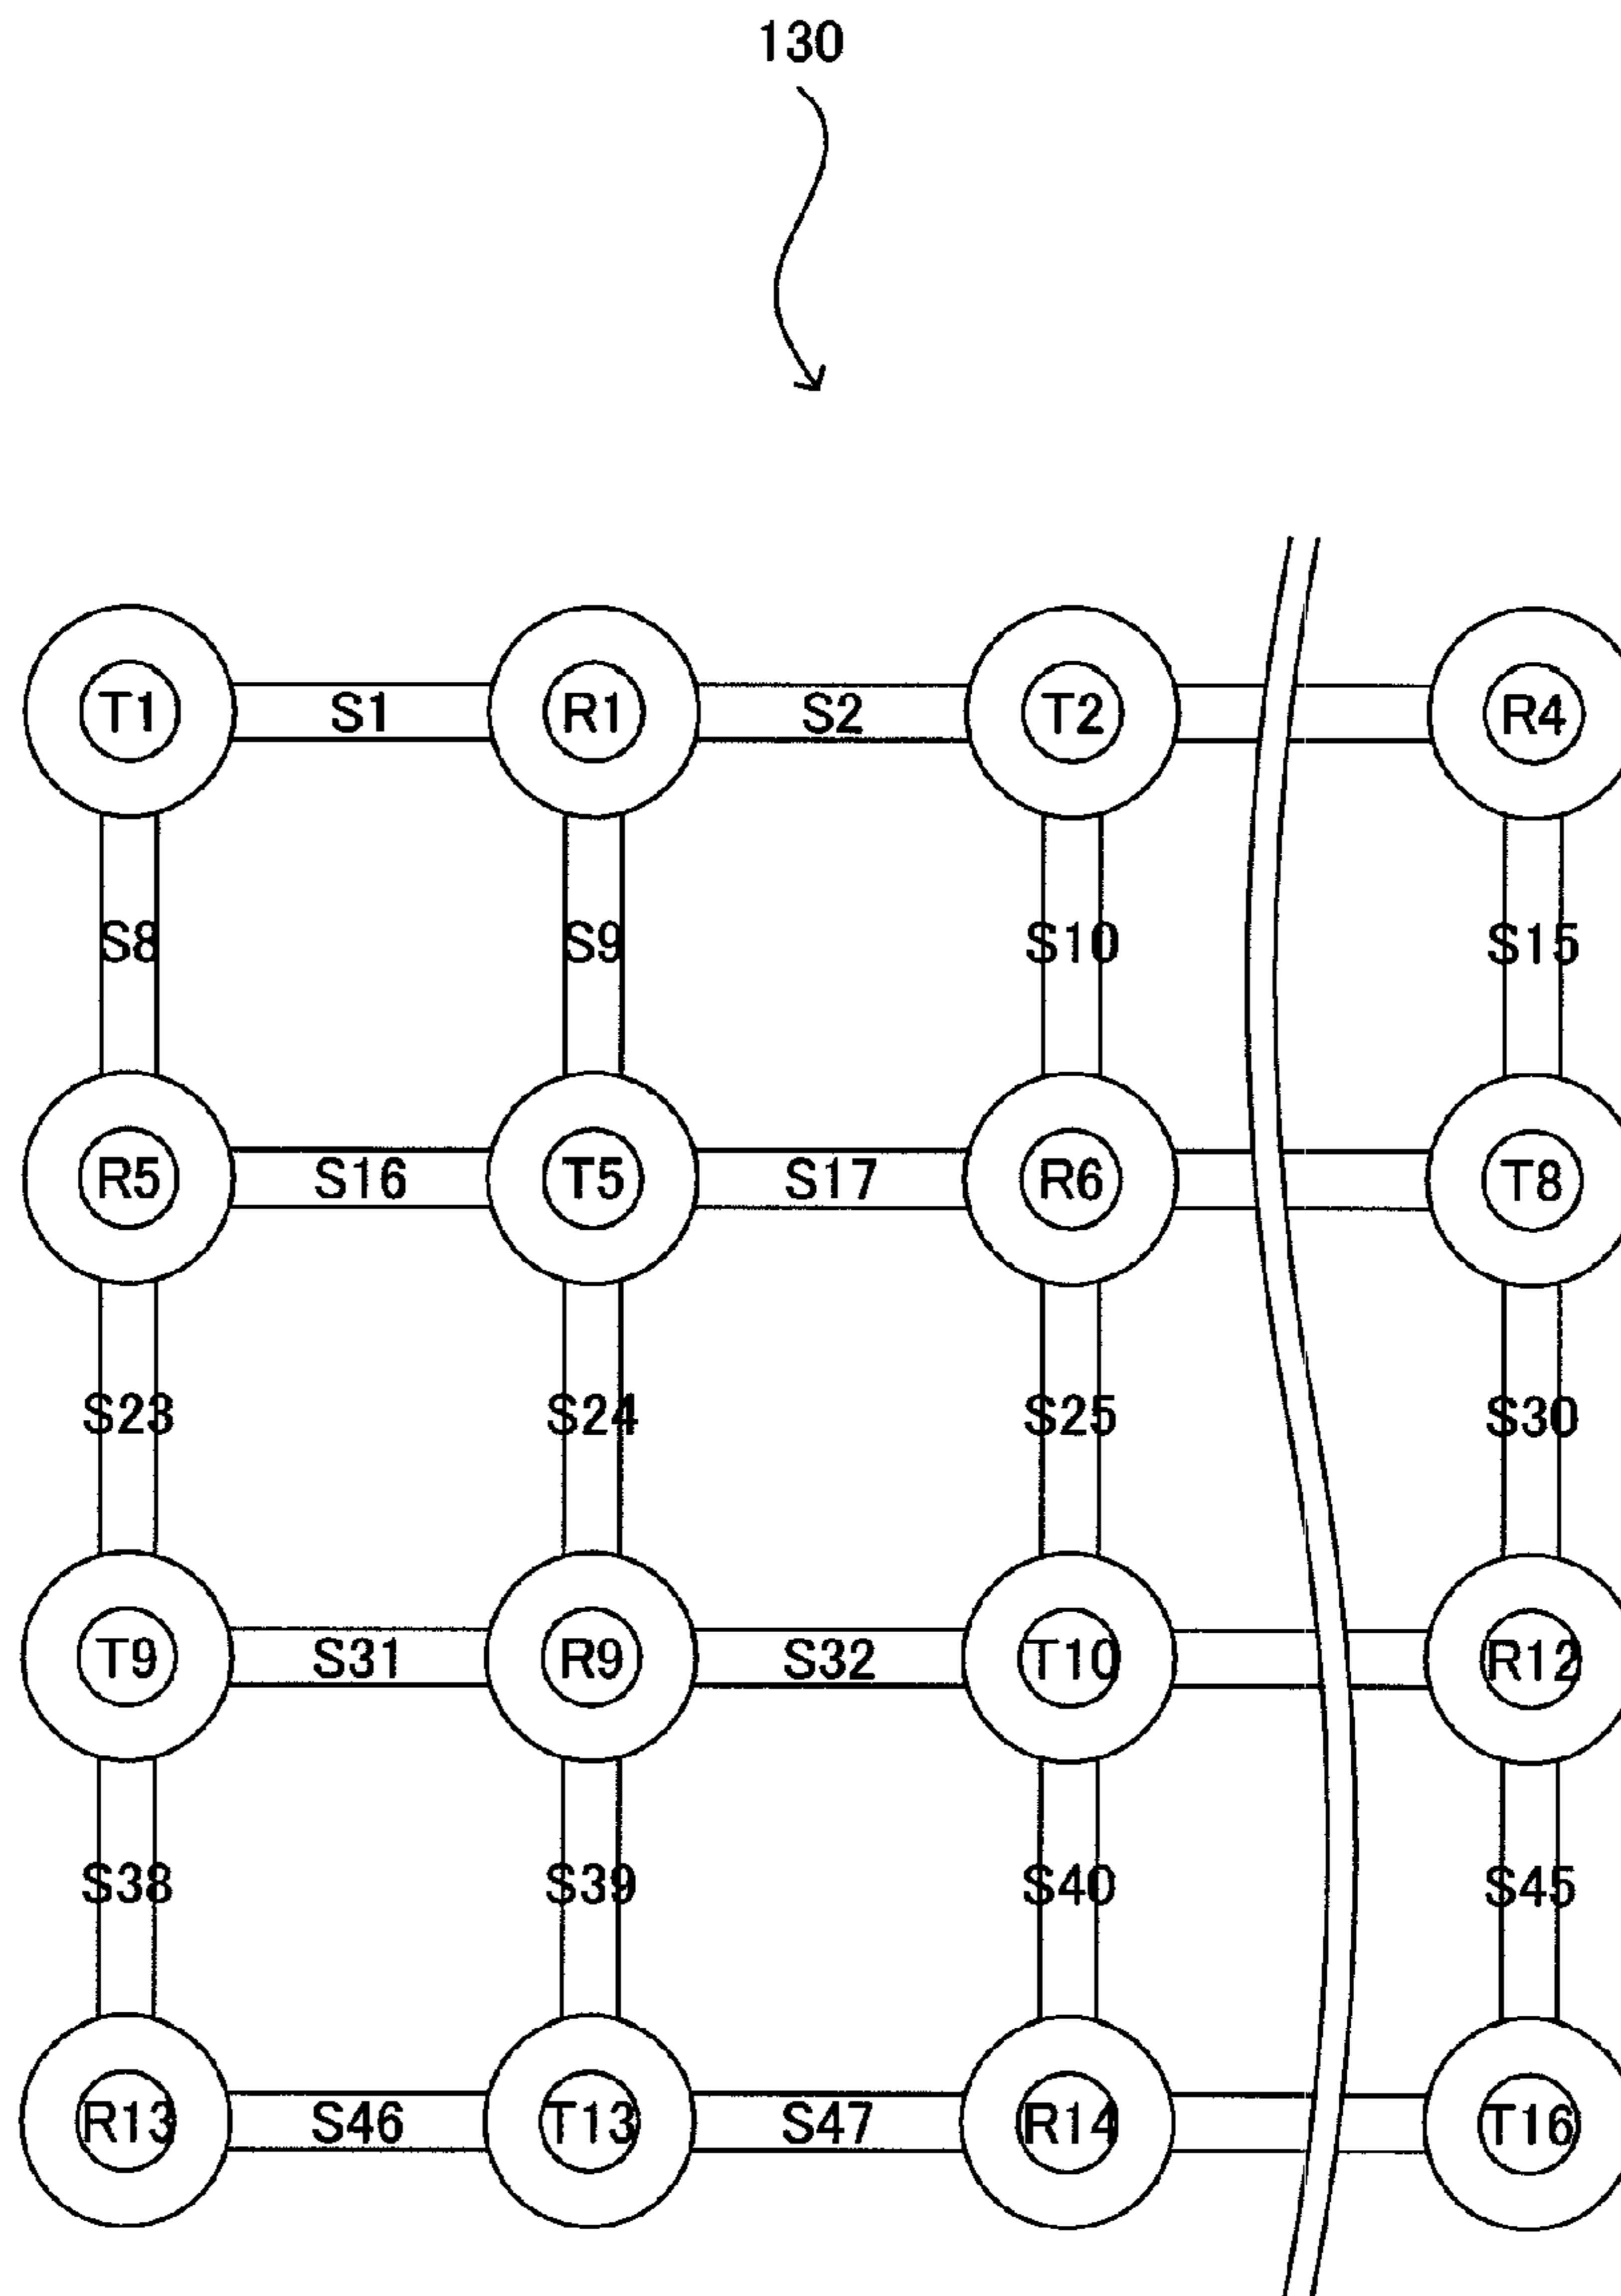 130
T1 S1 R1 S2 T2 R4
S8 S9 S10 S15
R5 S16 T5 S17 R6 T8
S23 S24 S25 S30
T9 S31 R9 S32 T10 R12
S38 S39 S40 S45
R13 S46 T13 S47 R14 T16